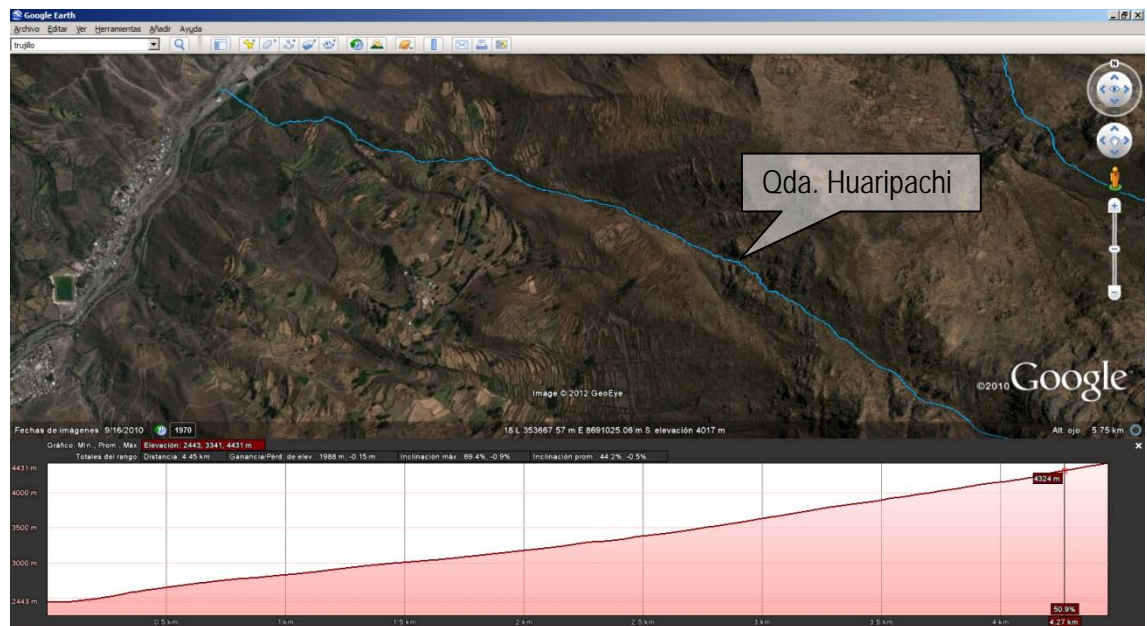 Google Earth
Archivo Editar Ver Herramientas Añadir Ayuda
trujillo
N
Qda. Huaripachi
Image © 2012 GeoEye
©2010 Google
Fechas de imágenes: 9/16/2010 1970 18 L 353667.57 m E 8691025.06 m S elevación 4017 m Alt. ojo 5.75 km
Gráfico: Mín., Prom., Máx. Elevación: 2443, 3341, 4431 m
Totales del rango: Distancia: 4.45 km Ganancia/Pérd. de elev.: 1988 m, -0.15 m Inclinación máx.: 89.4%, -0.9% Inclinación prom.: 44.2%, -0.5%
4431 m
4324 m
4000 m
3500 m
3000 m
2443 m
50.9%
0.5 km 1 km 1.5 km 2 km 2.5 km 3 km 3.5 km 4 km 4.27 km